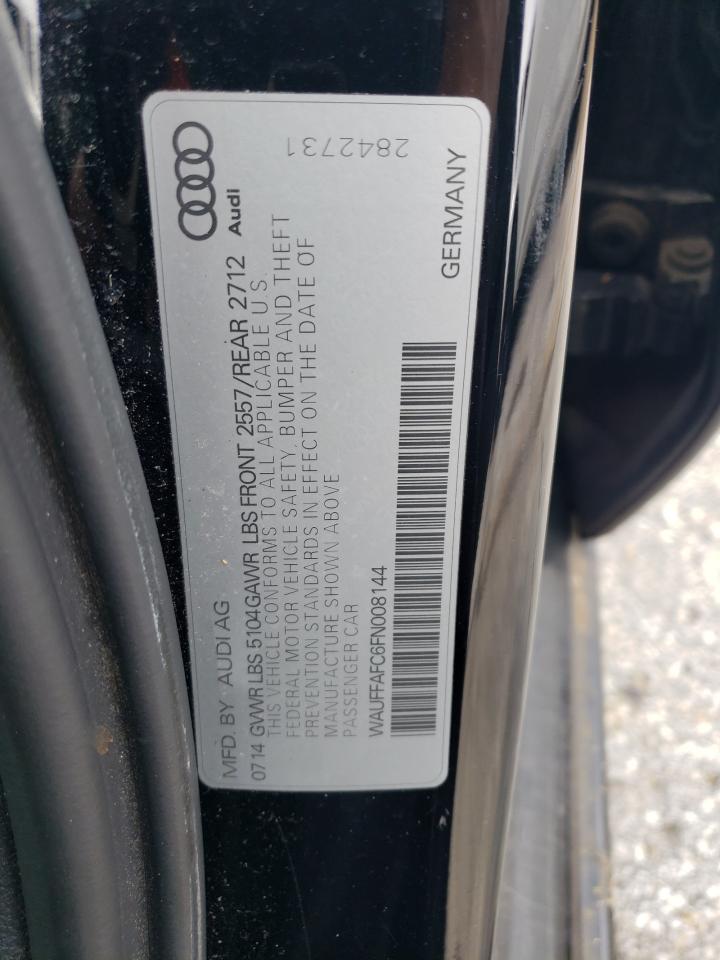 MFD. BY AUDI AG
0714 GVWR LBS 5104GAWR LBS FRONT 2557/REAR 2712
THIS VEHICLE CONFORMS TO ALL APPLICABLE U.S.
FEDERAL MOTOR VEHICLE SAFETY, BUMPER AND THEFT
PREVENTION STANDARDS IN EFFECT ON THE DATE OF
MANUFACTURE SHOWN ABOVE
PASSENGER CAR
WAUFFAFC6FN008144
Audi
GERMANY
2842731